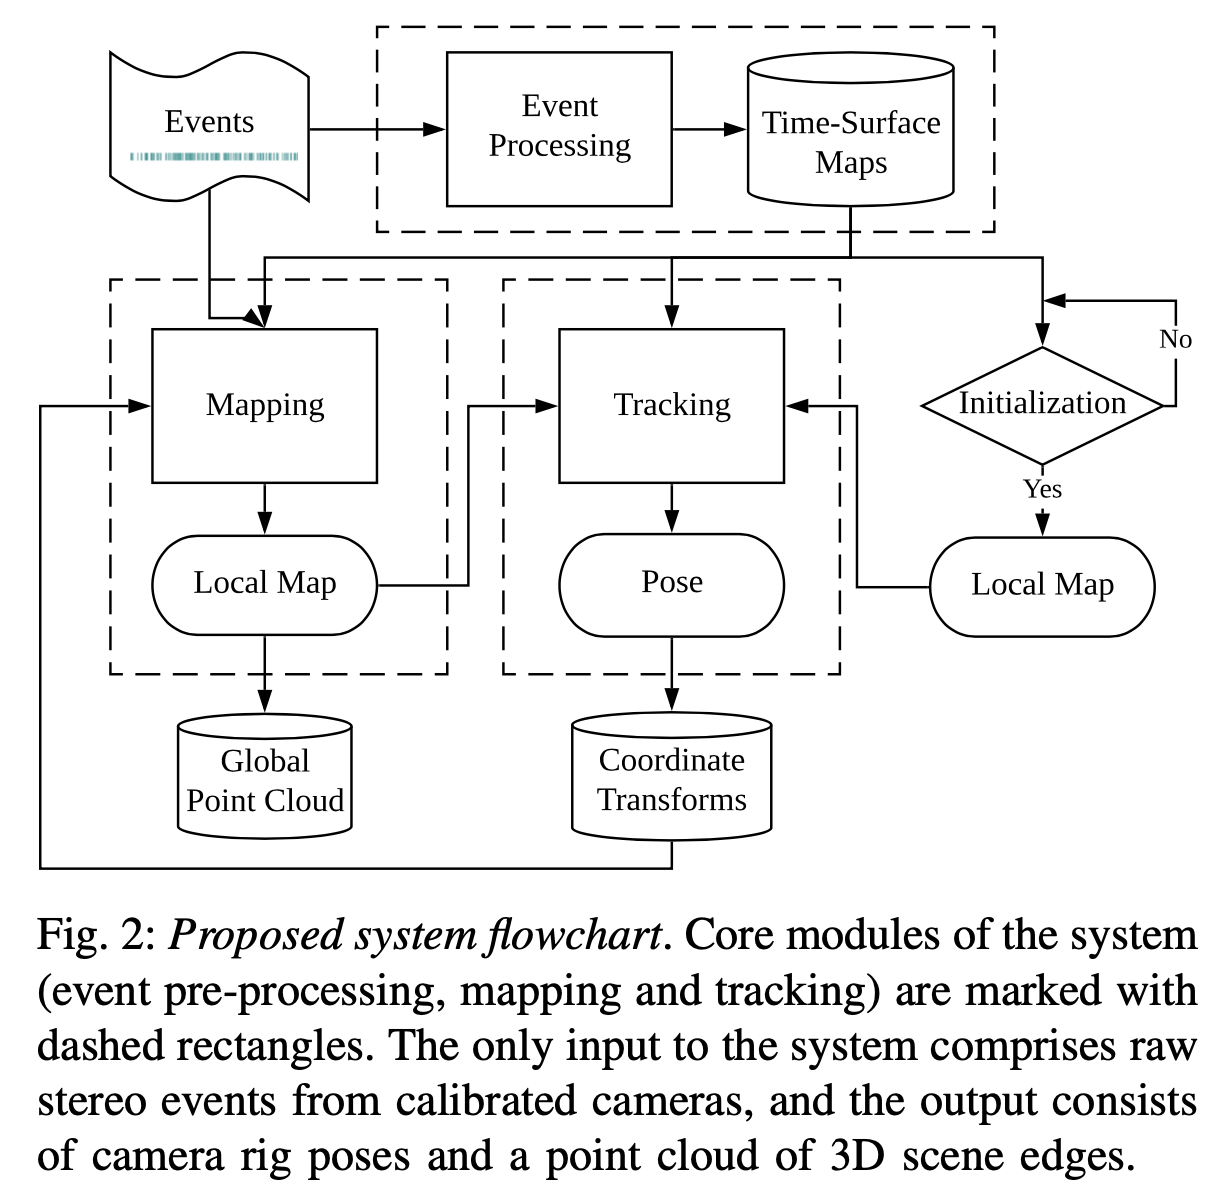 Events
Event
Processing
Time-Surface
Maps
Mapping
Tracking
Initialization
No
Yes
Local Map
Pose
Local Map
Global
Point Cloud
Coordinate
Transforms
Fig. 2: Proposed system flowchart. Core modules of the system
(event pre-processing, mapping and tracking) are marked with
dashed rectangles. The only input to the system comprises raw
stereo events from calibrated cameras, and the output consists
of camera rig poses and a point cloud of 3D scene edges.